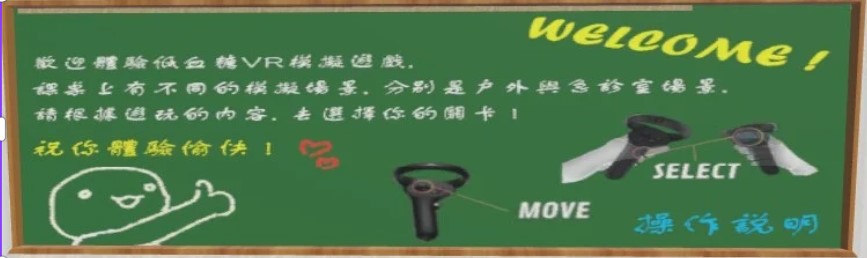 WELCOME!
歡迎體驗低血糖VR模擬遊戲.
課桌上有不同的模擬場景.分別是戶外與急診室場景.
請根據遊玩的內容.去選擇你的關卡!
祝你體驗愉快!
SELECT
MOVE
操作說明